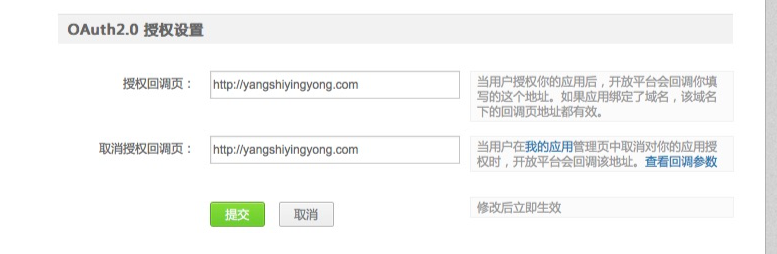 OAuth2.0 授权设置
授权回调页： http://yangshiyingyong.com
当用户授权你的应用后，开放平台会回调你填
写的这个地址。如果应用绑定了域名，该域名
下的回调页地址都有效。
取消授权回调页： http://yangshiyingyong.com
当用户在我的应用管理页中取消对你的应用授
权时，开放平台会回调该地址。查看回调参数
提交 取消
修改后立即生效